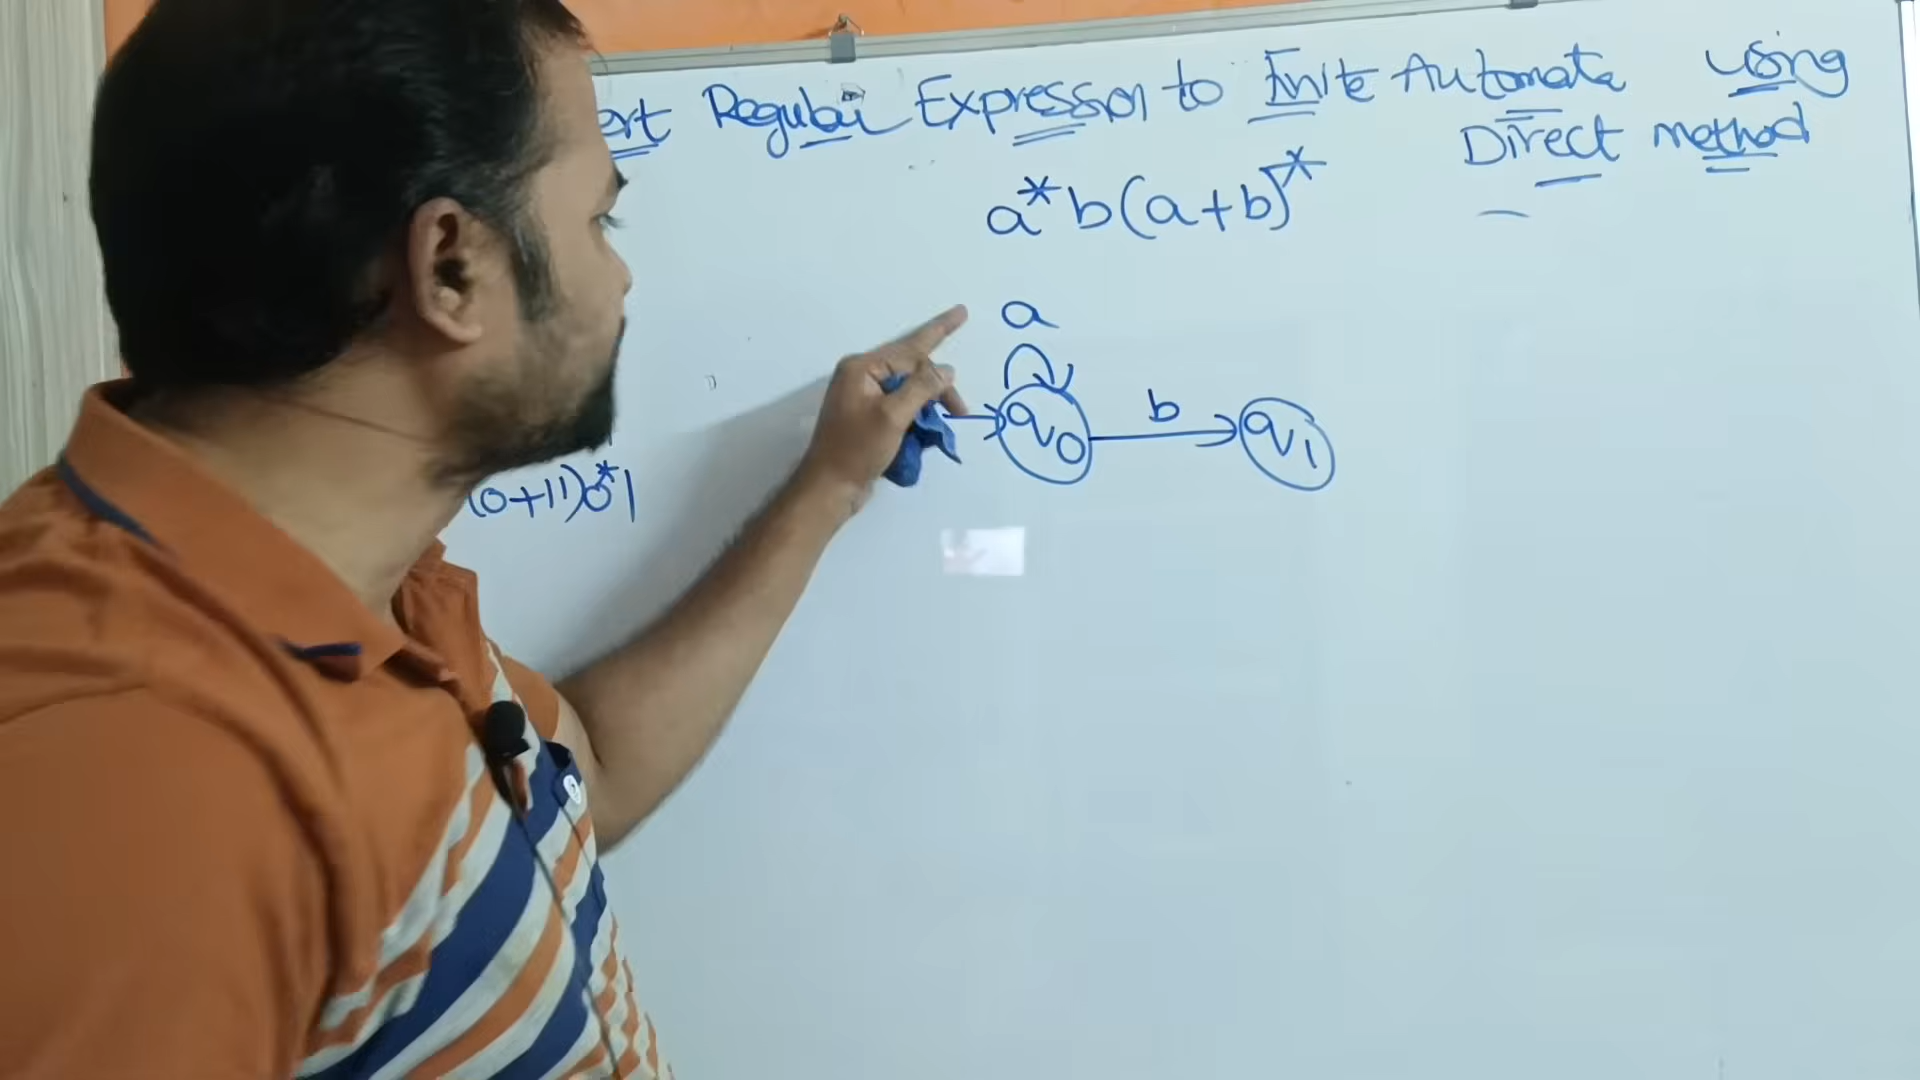 ert Regular Expression to Finite Automata using
Direct method
a*b(a+b)*
a
q0 b q1
(0+11)0*1